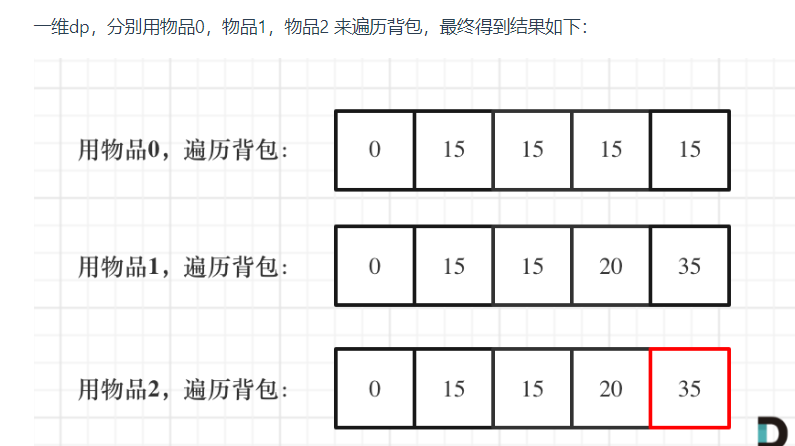 一维dp，分别用物品0，物品1，物品2 来遍历背包，最终得到结果如下：
用物品0，遍历背包： 0 15 15 15 15
用物品1，遍历背包： 0 15 15 20 35
用物品2，遍历背包： 0 15 15 20 35